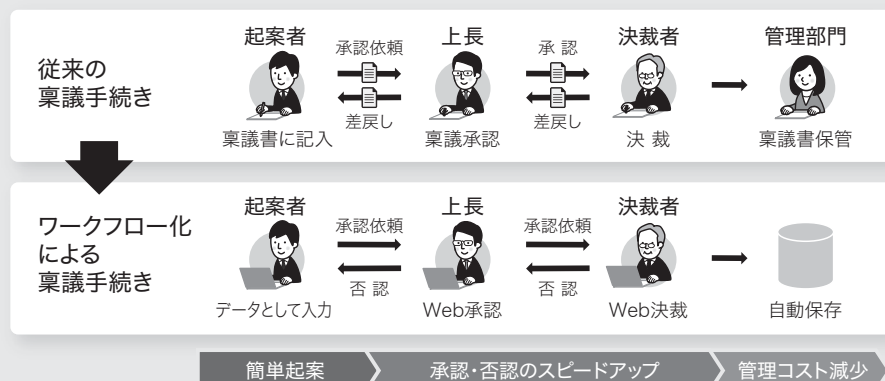 従来の
稟議手続き
起案者
承認依頼
差戻し
稟議書に記入
上長
稟議承認
承 認
差戻し
決裁者
決 裁
管理部門
稟議書保管
ワークフロー化
による
稟議手続き
起案者
承認依頼
否 認
データとして入力
上長
Web承認
承認依頼
否 認
決裁者
Web決裁
自動保存
簡単起案
承認・否認のスピードアップ
管理コスト減少